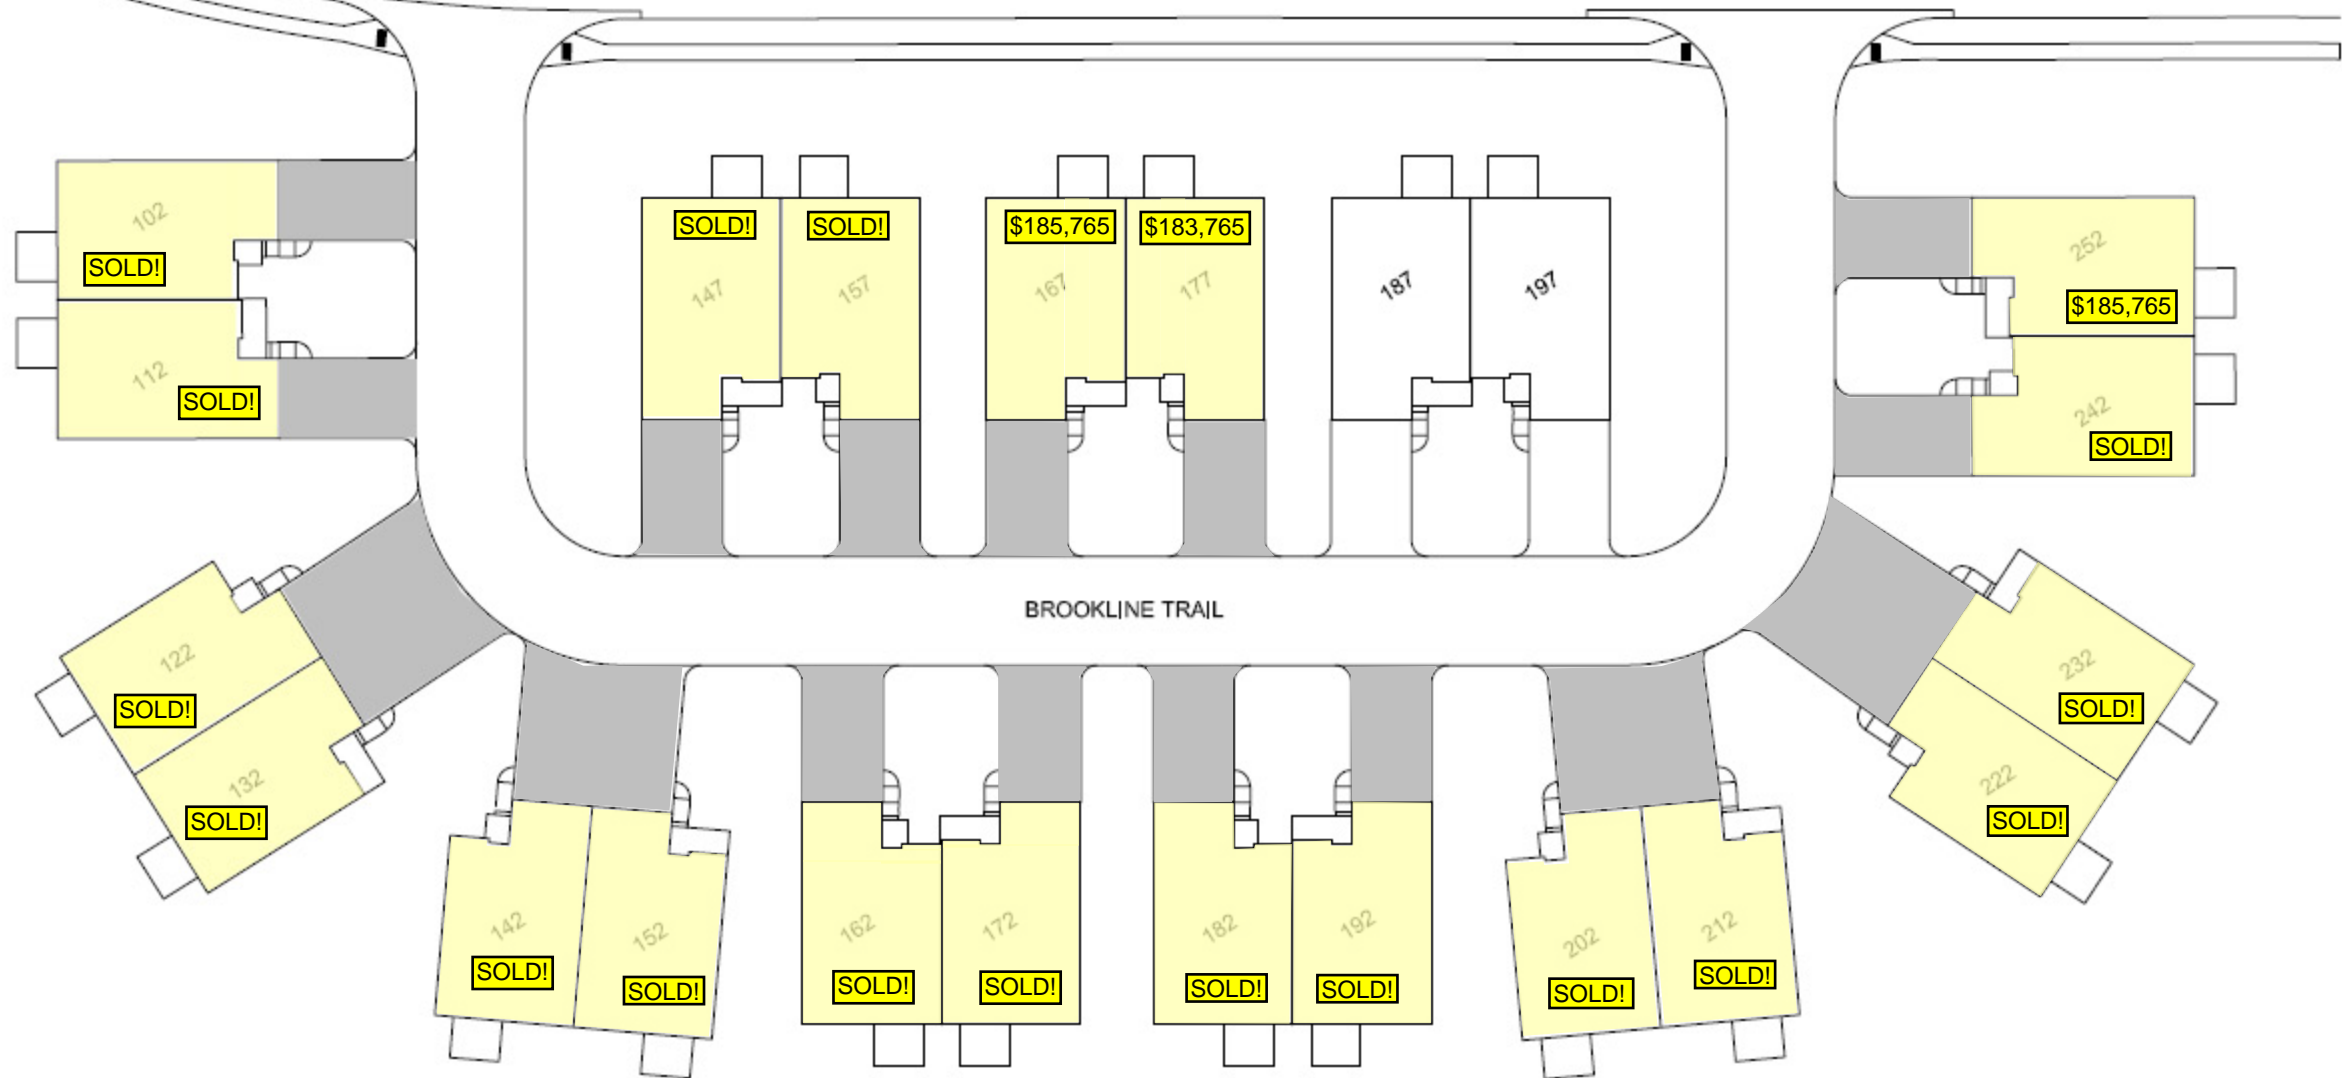 102
SOLD!
112
SOLD!
SOLD!
147
SOLD!
157
$185,765
167
$183,765
177
187
197
252
$185,765
242
SOLD!
BROOKLINE TRAIL
122
SOLD!
132
SOLD!
142
SOLD!
152
SOLD!
162
SOLD!
172
SOLD!
182
SOLD!
192
SOLD!
202
SOLD!
212
SOLD!
222
SOLD!
232
SOLD!